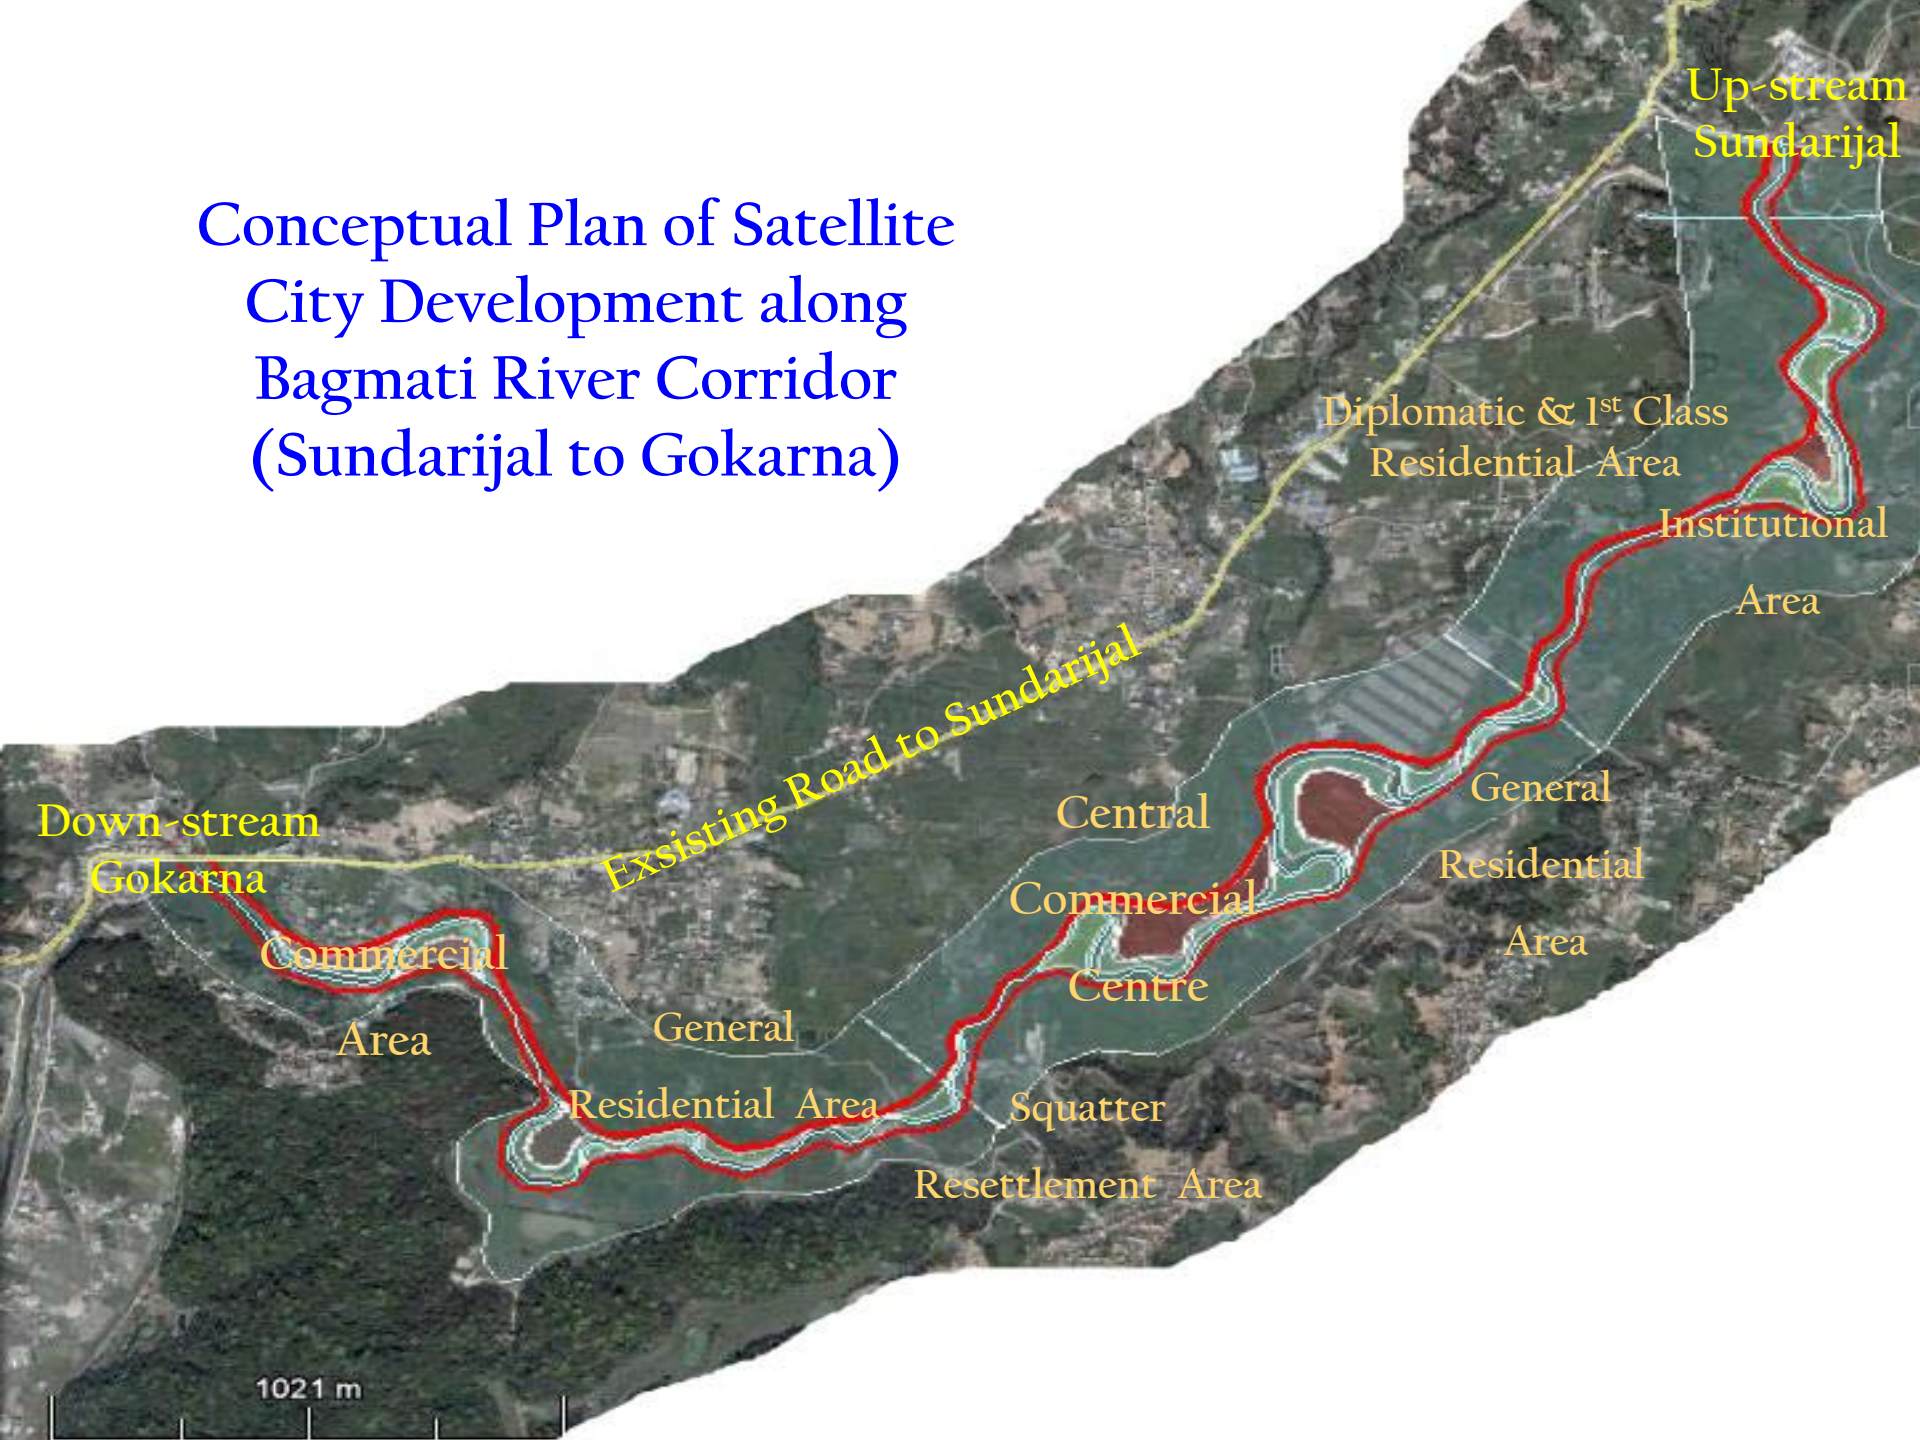 Up-stream
Sundarijal
Conceptual Plan of Satellite
City Development along
Bagmati River Corridor
(Sundarijal to Gokarna)
Diplomatic & 1st Class
Residential Area
Institutional
Area
Exsisting Road to Sundarijal
General
Residential
Area
Central
Commercial
Centre
Down-stream
Gokarna
Commercial
Area
General
Residential Area
Squatter
Resettlement Area
1021 m